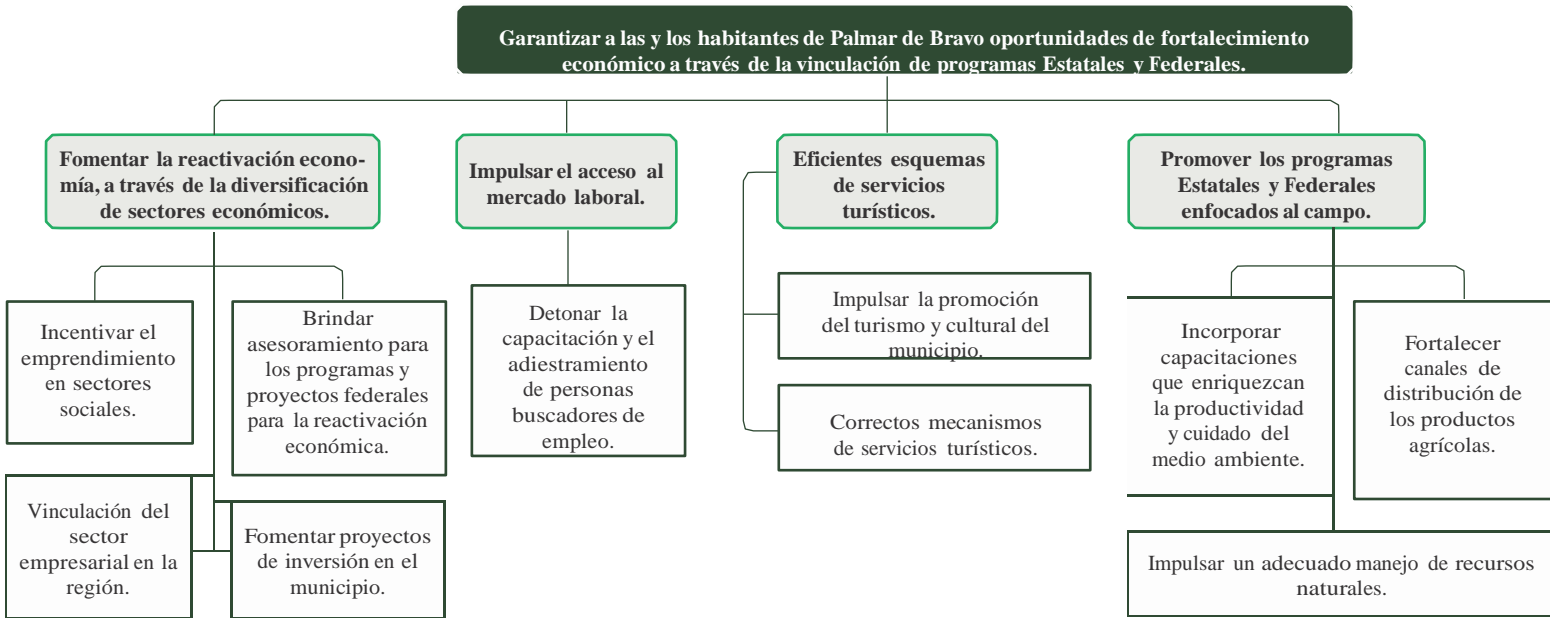 Garantizar a las y los habitantes de Palmar de Bravo oportunidades de fortalecimiento
económico a través de la vinculación de programas Estatales y Federales.
Fomentar la reactivación econo-
mía, a través de la diversificación
de sectores económicos.
Impulsar el acceso al
mercado laboral.
Eficientes esquemas
de servicios
turísticos.
Promover los programas
Estatales y Federales
enfocados al campo.
Incentivar el
emprendimiento
en sectores
sociales.
Brindar
asesoramiento para
los programas y
proyectos federales
para la reactivación
económica.
Vinculación del
sector
empresarial en la
región.
Fomentar proyectos
de inversión en el
municipio.
Detonar la
capacitación y el
adiestramiento
de personas
buscadores de
empleo.
Impulsar la promoción
del turismo y cultural del
municipio.
Correctos mecanismos
de servicios turísticos.
Incorporar
capacitaciones
que enriquezcan
la productividad
y cuidado del
medio ambiente.
Fortalecer
canales de
distribución de
los productos
agrícolas.
Impulsar un adecuado manejo de recursos
naturales.